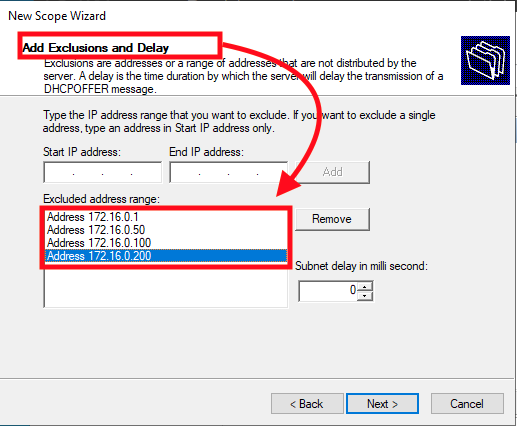 New Scope Wizard
Add Exclusions and Delay
Exclusions are addresses or a range of addresses that are not distributed by the
server. A delay is the time duration by which the server will delay the transmission of a
DHCPOFFER message.
Type the IP address range that you want to exclude. If you want to exclude a single
address, type an address in Start IP address only.
Start IP address:
End IP address:
Add
Excluded address range:
Address 172.16.0.1
Address 172.16.0.50
Address 172.16.0.100
Address 172.16.0.200
Remove
Subnet delay in milli second:
0
< Back
Next >
Cancel